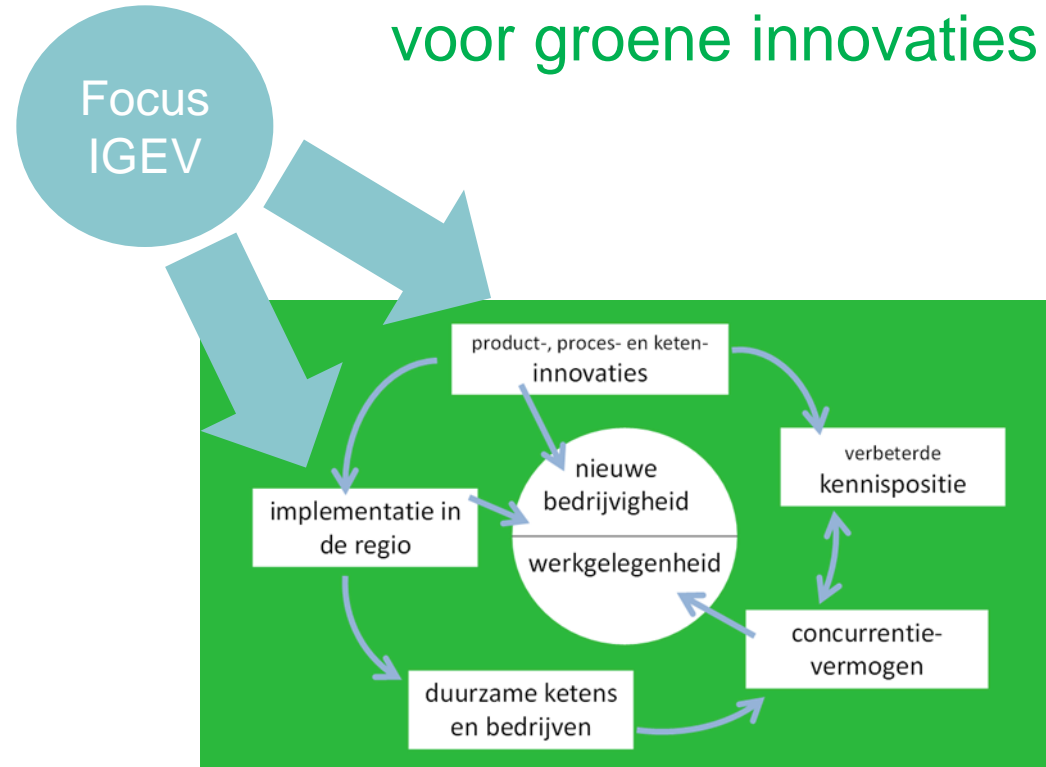 voor groene innovaties
Focus
IGEV
product-, proces- en keten-
innovaties
verbeterde
kennispositie
nieuwe
bedrijvigheid
implementatie in
de regio
werkgelegenheid
concurrentie-
vermogen
duurzame ketens
en bedrijven